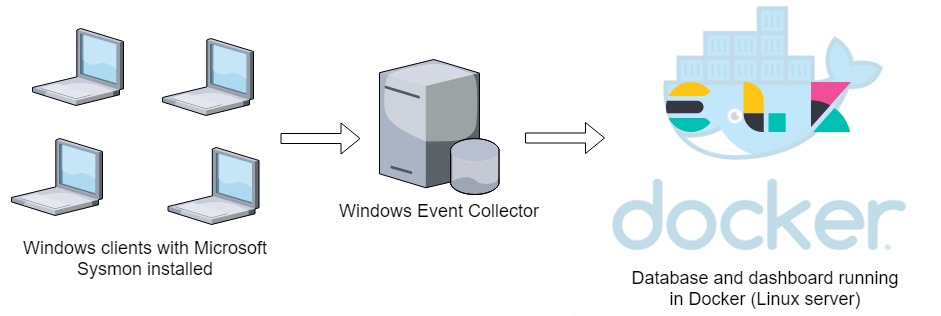 Windows clients with Microsoft
Sysmon installed
Windows Event Collector
docker
Database and dashboard running
in Docker (Linux server)